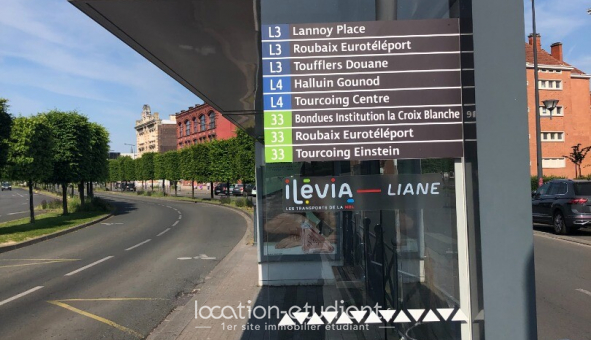 L3 Lannoy Place
L3 Roubaix Eurotéléport
L3 Toufflers Douane
L4 Halluin Gounod
L4 Tourcoing Centre
33 Bondues Institution la Croix Blanche
33 Roubaix Eurotéléport
33 Tourcoing Einstein
ilévia — LIANE
LES TRANSPORTS DE LA MEL
location-etudiant
1er site immobilier étudiant